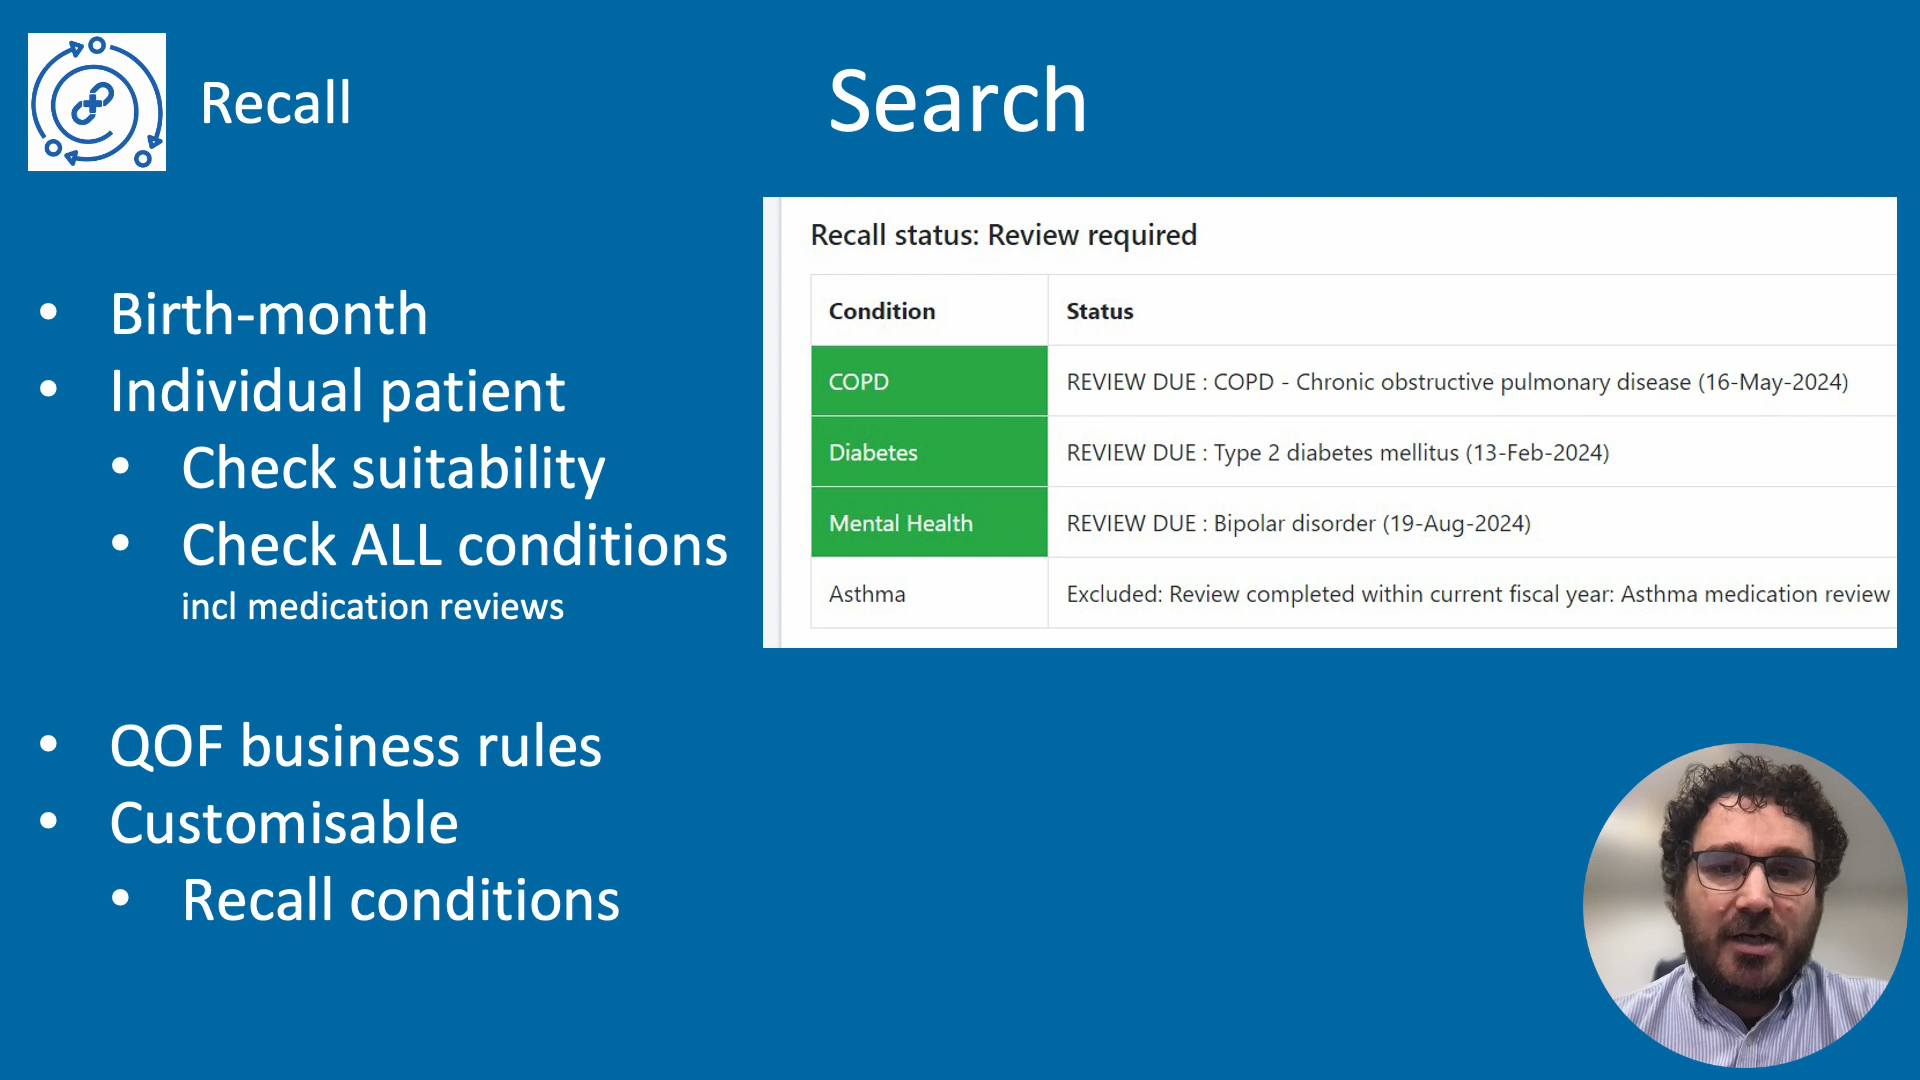 Recall
Search
• Birth-month
• Individual patient
• Check suitability
• Check ALL conditions
incl medication reviews
• QOF business rules
• Customisable
• Recall conditions
Recall status: Review required
Condition Status
COPD REVIEW DUE : COPD - Chronic obstructive pulmonary disease (16-May-2024)
Diabetes REVIEW DUE : Type 2 diabetes mellitus (13-Feb-2024)
Mental Health REVIEW DUE : Bipolar disorder (19-Aug-2024)
Asthma Excluded: Review completed within current fiscal year: Asthma medication review